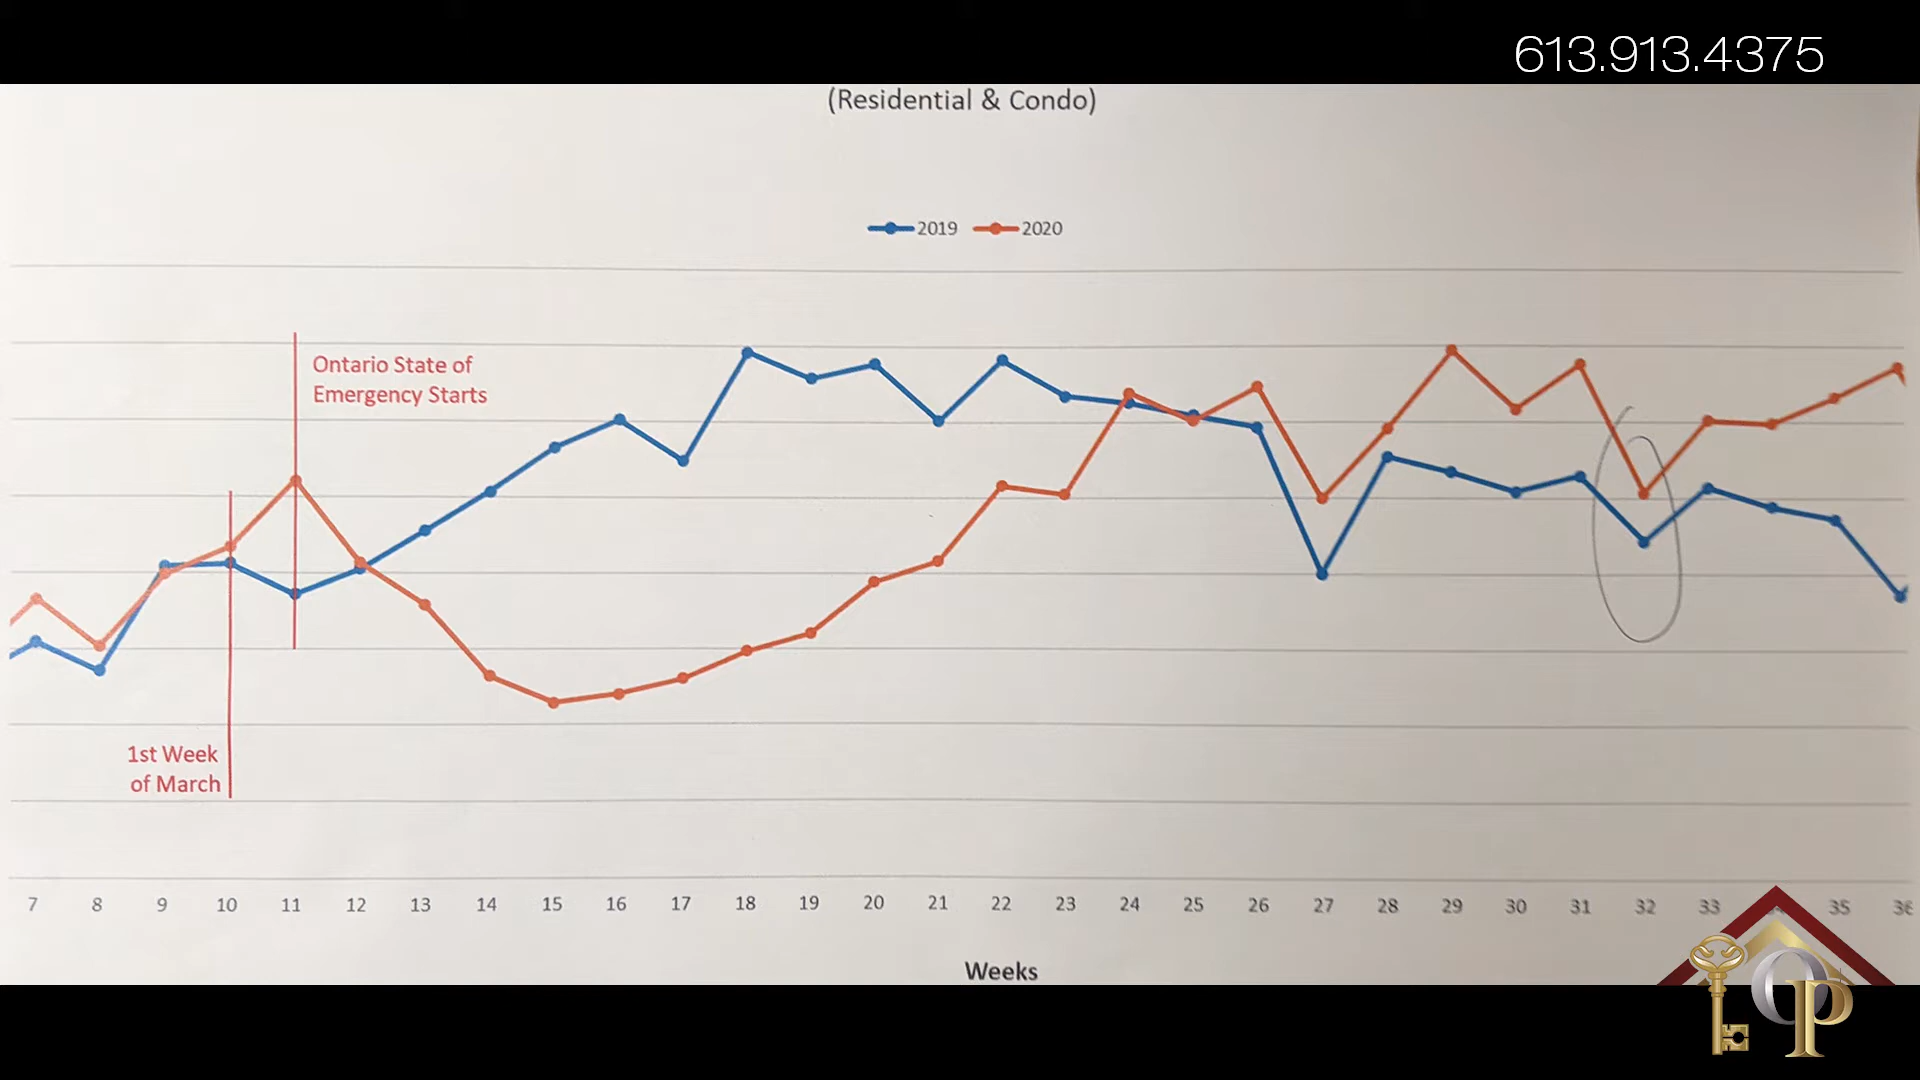 613.913.4375
(Residential & Condo)
2019 2020
Ontario State of
Emergency Starts
1st Week
of March
7 8 9 10 11 12 13 14 15 16 17 18 19 20 21 22 23 24 25 26 27 28 29 30 31 32 33 35 36
Weeks
OP